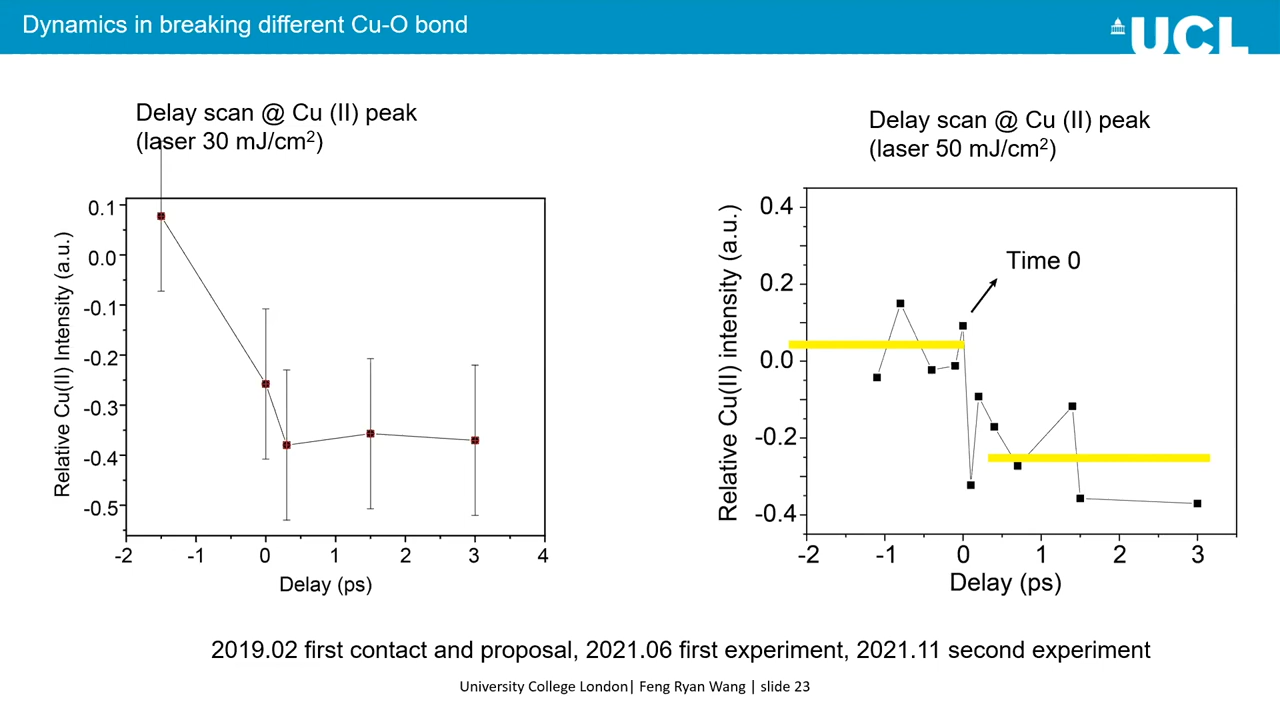 Dynamics in breaking different Cu-O bond
UCL
Delay scan @ Cu (II) peak
(laser 30 mJ/cm²)
Delay scan @ Cu (II) peak
(laser 50 mJ/cm²)
Relative Cu(II) Intensity (a.u.)
0.1
0.0
-0.1
-0.2
-0.3
-0.4
-0.5
-2 -1 0 1 2 3 4
Delay (ps)
Relative Cu(II) intensity (a.u.)
0.4
0.2
0.0
-0.2
-0.4
Time 0
-2 -1 0 1 2 3
Delay (ps)
2019.02 first contact and proposal, 2021.06 first experiment, 2021.11 second experiment
University College London| Feng Ryan Wang | slide 23